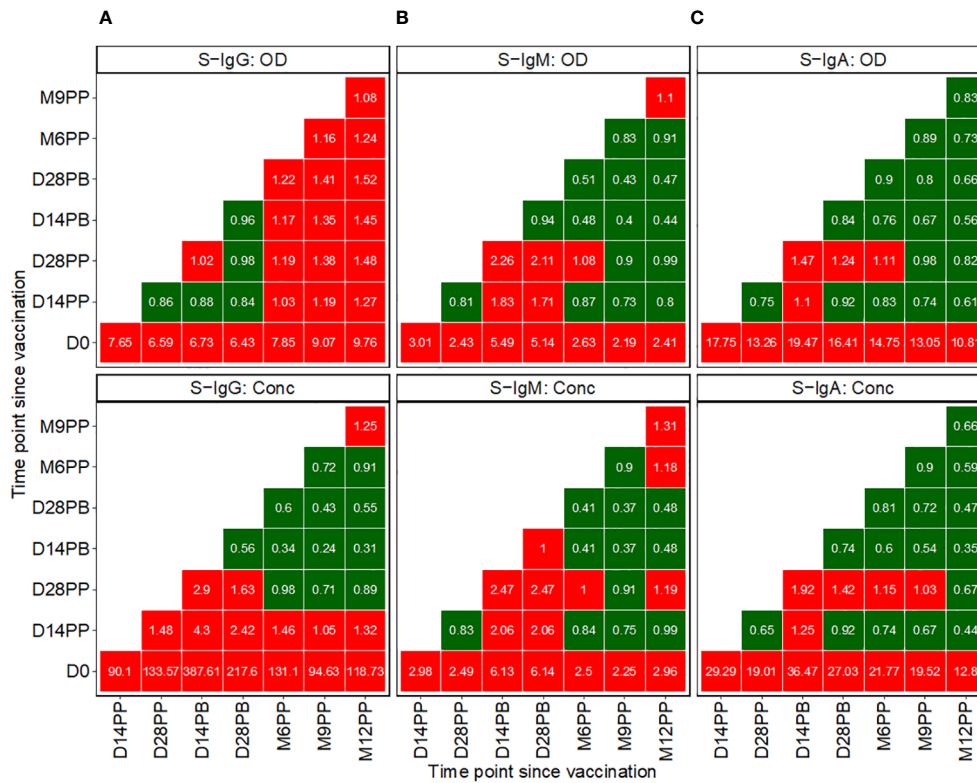 A B C
S-IgG: OD S-IgM: OD S-IgA: OD
M9PP 1.08 1.1 0.83
M6PP 1.16 1.24 0.83 0.91 0.89 0.73
D28PB 1.22 1.41 1.52 0.51 0.43 0.47 0.9 0.8 0.66
D14PB 0.96 1.17 1.35 1.45 0.94 0.48 0.4 0.44 0.84 0.76 0.67 0.56
D28PP 1.02 0.98 1.19 1.38 1.48 2.26 2.11 1.08 0.9 0.99 1.47 1.24 1.11 0.98 0.82
D14PP 0.86 0.88 0.84 1.03 1.19 1.27 0.81 1.83 1.71 0.87 0.73 0.8 0.75 1.1 0.92 0.83 0.74 0.61
D0 7.65 6.59 6.73 6.43 7.85 9.07 9.76 3.01 2.43 5.49 5.14 2.63 2.19 2.41 17.75 13.26 19.47 16.41 14.75 13.05 10.81
S-IgG: Conc S-IgM: Conc S-IgA: Conc
M9PP 1.25 1.31 0.66
M6PP 0.72 0.91 0.9 1.18 0.9 0.59
D28PB 0.6 0.43 0.55 0.41 0.37 0.48 0.81 0.72 0.47
D14PB 0.56 0.34 0.24 0.31 1 0.41 0.37 0.48 0.74 0.6 0.54 0.35
D28PP 2.9 1.63 0.98 0.71 0.89 2.47 2.47 1 0.91 1.19 1.92 1.42 1.15 1.03 0.67
D14PP 1.48 4.3 2.42 1.46 1.05 1.32 0.83 2.06 2.06 0.84 0.75 0.99 0.65 1.25 0.92 0.74 0.67 0.44
D0 90.1 133.57 387.61 217.6 131.1 94.63 118.73 2.98 2.49 6.13 6.14 2.5 2.25 2.96 29.29 19.01 36.47 27.03 21.77 19.52 12.8
D14PP D28PP D14PB D28PB M6PP M9PP M12PP D14PP D28PP D14PB D28PB M6PP M9PP M12PP D14PP D28PP D14PB D28PB M6PP M9PP M12PP
Time point since vaccination
Time point since vaccination